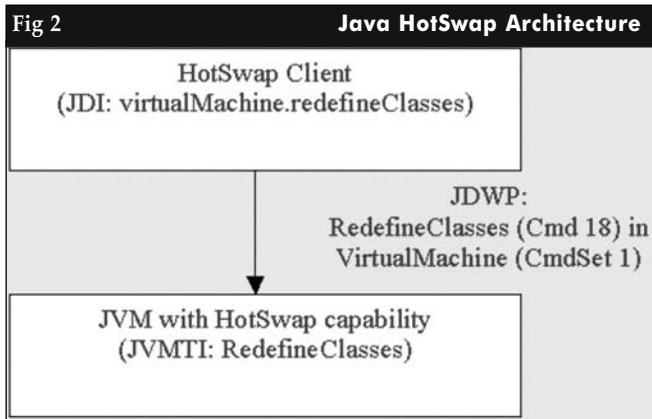 Fig 2
Java HotSwap Architecture
HotSwap Client
(JDI: virtualMachine.redefineClasses)
JDWP:
RedefineClasses (Cmd 18) in
VirtualMachine (CmdSet 1)
JVM with HotSwap capability
(JVMTI: RedefineClasses)